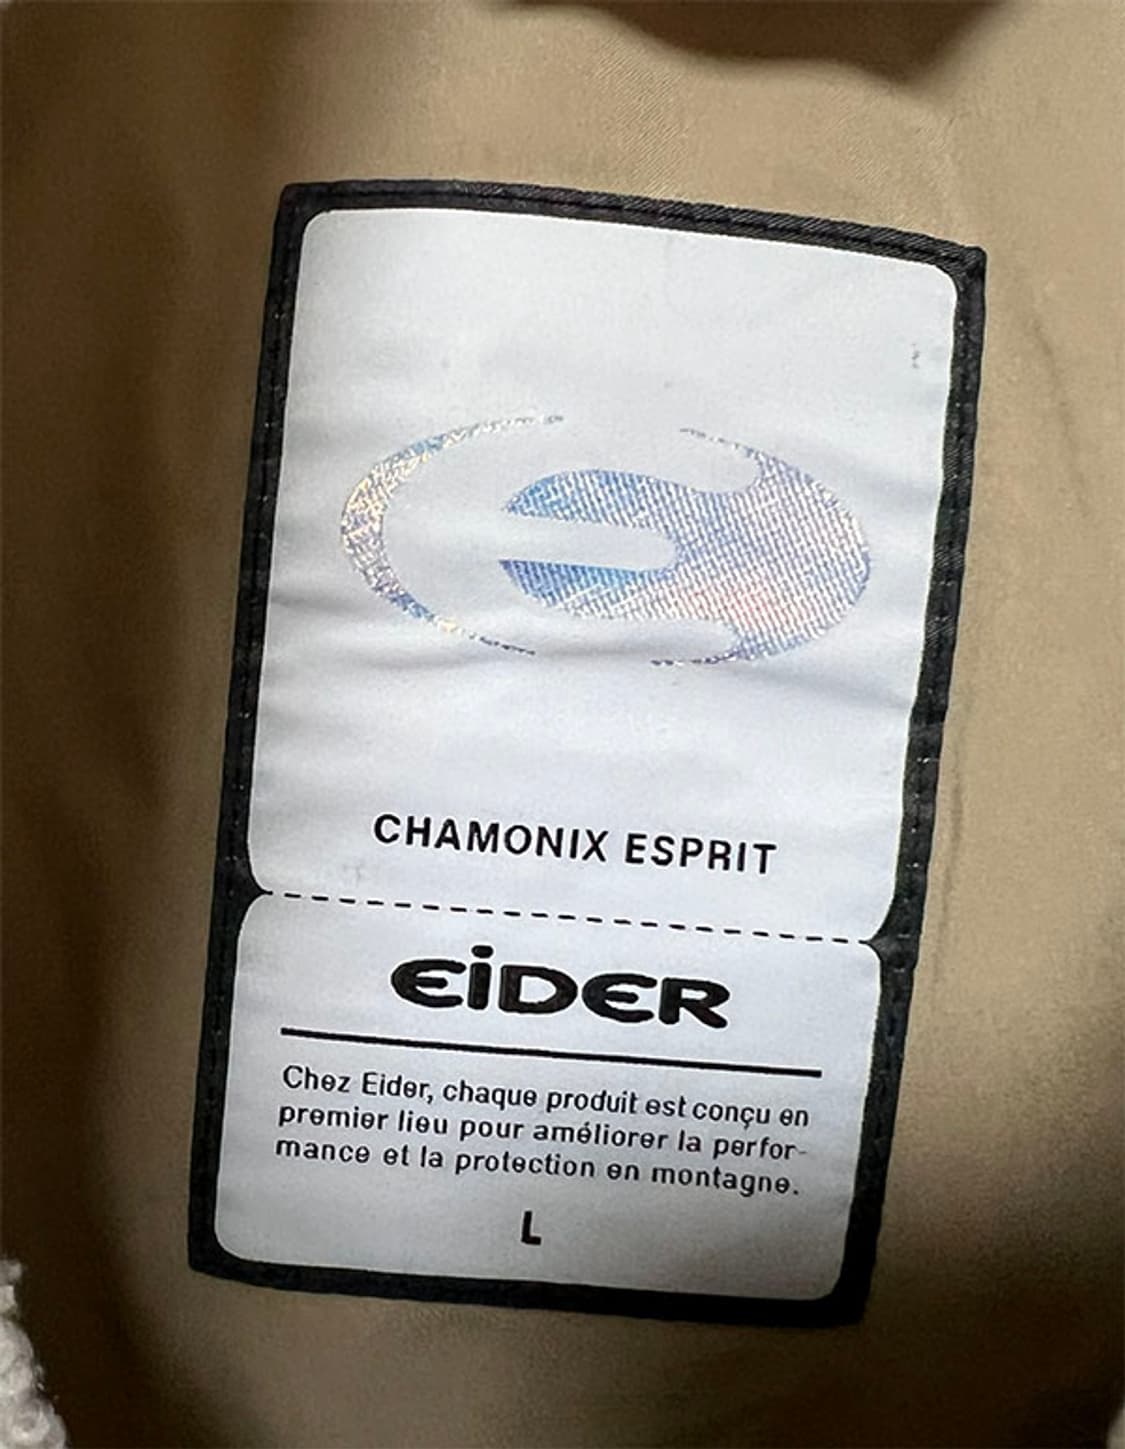 CHAMONIX ESPRIT
EiDER
Chez Eider, chaque produit est conçu en
premier lieu pour améliorer la perfor-
mance et la protection en montagne.
L